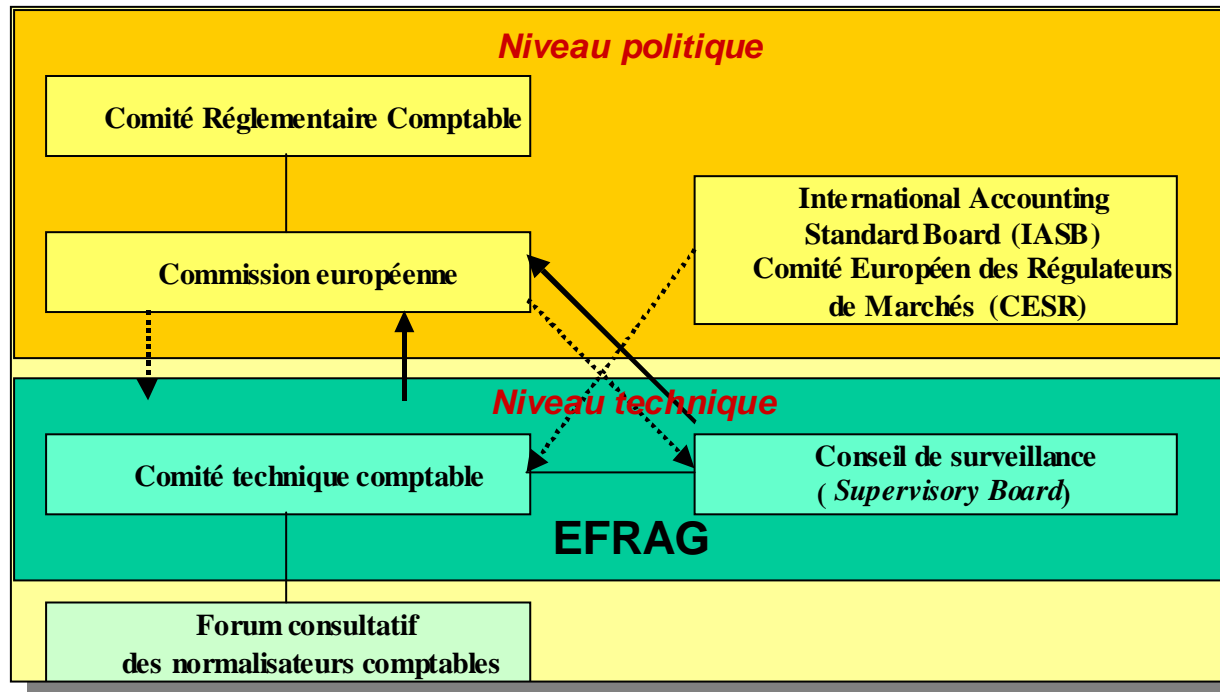 Niveau politique
Comité Réglementaire Comptable
International Accounting
Standard Board (IASB)
Comité Européen des Régulateurs
de Marchés (CESR)
Commission européenne
Niveau technique
Comité technique comptable
Conseil de surveillance
( Supervisory Board)
EFRAG
Forum consultatif
des normalisateurs comptables